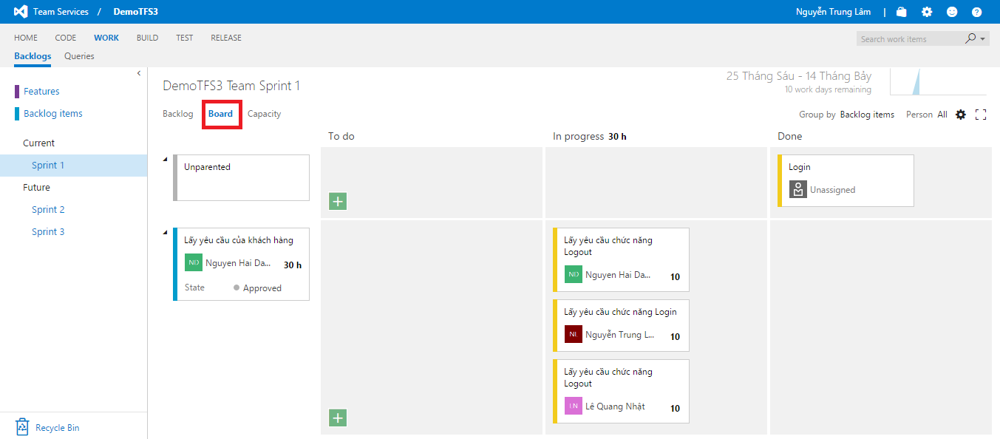 Team Services / DemoTFS3
Nguyễn Trung Lâm |
HOME CODE WORK BUILD TEST RELEASE
Search work items
Backlogs Queries
Features
Backlog items
Current
Sprint 1
Future
Sprint 2
Sprint 3
Recycle Bin
DemoTFS3 Team Sprint 1
25 Tháng Sáu - 14 Tháng Bảy
10 work days remaining
Backlog Board Capacity
Group by Backlog items Person All
To do In progress 30 h Done
Unparented
Login
Unassigned
Lấy yêu cầu của khách hàng
ND Nguyen Hai Da... 30 h
State Approved
Lấy yêu cầu chức năng
Logout
ND Nguyen Hai Da... 10
Lấy yêu cầu chức năng Login
NL Nguyễn Trung L... 10
Lấy yêu cầu chức năng
Logout
LN Lê Quang Nhật 10